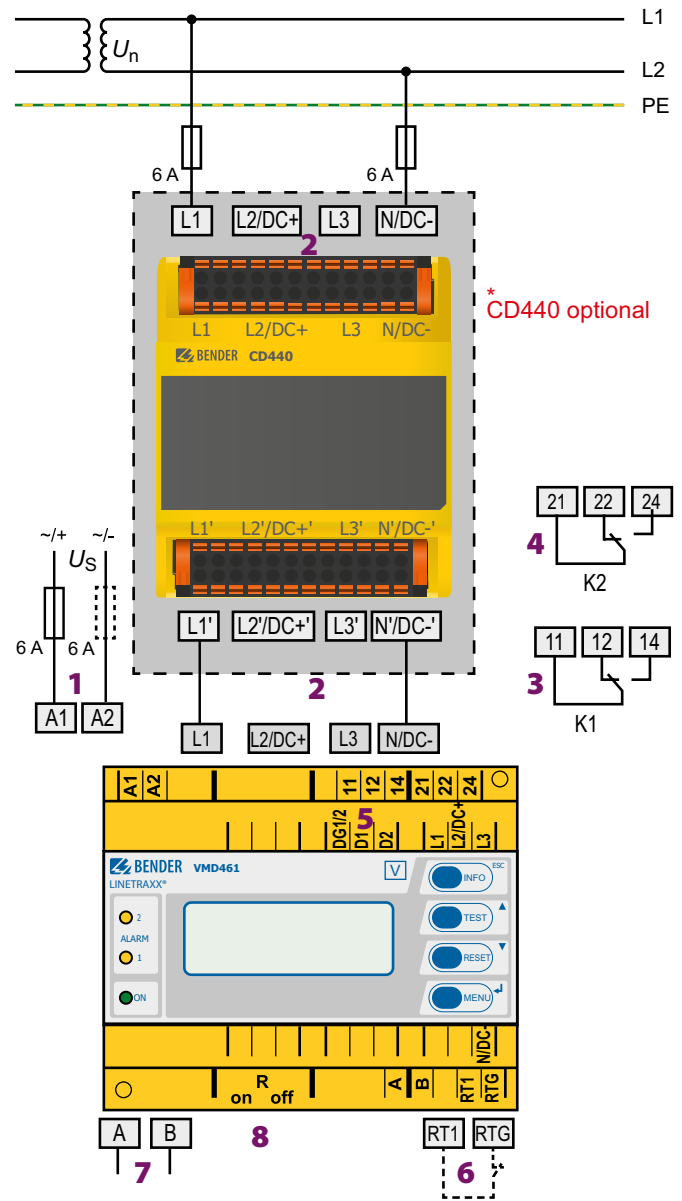 L1
Un
L2
PE
6 A
6 A
L1 L2/DC+ L3 N/DC-
2
*
CD440 optional
L1 L2/DC+ L3 N/DC-
BENDER CD440
21 22 24
4
K2
L1' L2'/DC+' L3' N'/DC-'
~/+ ~/-
US
L1' L2'/DC+' L3' N'/DC-'
6 A 6 A
11 12 14
3
K1
1
2
A1 A2
L1 L2/DC+ L3 N/DC-
A1 A2 11 12 14 21 22 24
5
DG1/2 D1 D2 L1 L2/DC+ L3
BENDER VMD461
LINETRAXX®
V
INFO ESC
2
TEST ▲
ALARM
1
RESET ▼
ON
MENU ↵
N/DC-
R
on off
A B RT1 RTG
A B
8
RT1 RTG
7
6